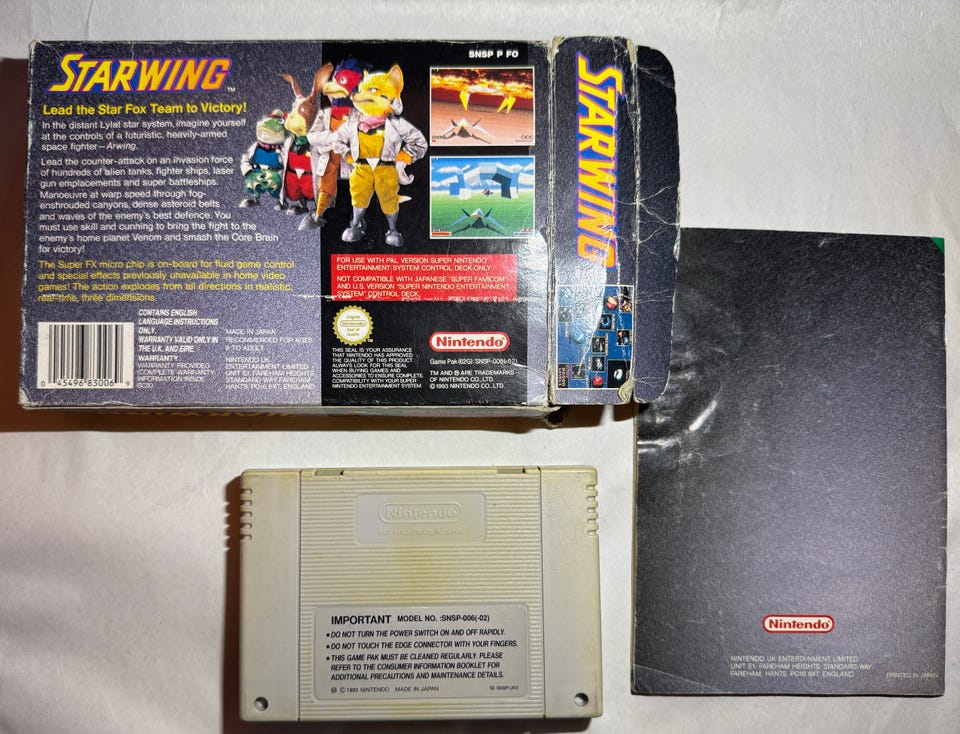 STARWING™
Lead the Star Fox Team to Victory!
In the distant Lylat star system, imagine yourself
at the controls of a futuristic, heavily-armed
space fighter—Arwing.
Lead the counter-attack on an invasion force
of hundreds of alien tanks, fighter ships, laser
gun emplacements and super battleships.
Manoeuvre at warp speed through fog-
enshrouded canyons, dense asteroid belts
and waves of the enemy's best defence. You
must use skill and cunning to bring the fight to the
enemy's home planet Venom and smash the Core Brain
for victory!
The Super FX micro chip is on-board for fluid game control
and special effects previously unavailable in home video
games! The action explodes from all directions in realistic,
real-time, three dimensions.
0 45496 83006 9
CONTAINS ENGLISH
LANGUAGE INSTRUCTIONS
ONLY.
WARRANTY VALID ONLY IN
THE U.K. AND EIRE.
WARRANTY:
WARRANTY PROVIDED
COMPLETE WARRANTY
INFORMATION INSIDE
BOX.
MADE IN JAPAN
RECOMMENDED FOR AGES
6 TO ADULT
NINTENDO UK
ENTERTAINMENT LIMITED
UNIT E1 FAREHAM HEIGHTS,
STANDARD WAY, FAREHAM,
HANTS, PO16 8XT, ENGLAND
SNSP P FO
FOR USE WITH PAL VERSION SUPER NINTENDO
ENTERTAINMENT SYSTEM CONTROL DECK ONLY
NOT COMPATIBLE WITH JAPANESE "SUPER FAMICOM"
AND U.S. VERSION "SUPER NINTENDO ENTERTAINMENT
SYSTEM" CONTROL DECK.
Original
Nintendo
Seal of
Quality
THIS SEAL IS YOUR ASSURANCE
THAT NINTENDO HAS APPROVED
THE QUALITY OF THIS PRODUCT.
ALWAYS LOOK FOR THIS SEAL
WHEN BUYING GAMES AND
ACCESSORIES TO ENSURE COMPLETE
COMPATIBILITY WITH YOUR SUPER
NINTENDO ENTERTAINMENT SYSTEM
Nintendo
Game Pak(62G): SNSP-006(-02)
TM AND ® ARE TRADEMARKS
OF NINTENDO CO., LTD.
© 1993 NINTENDO CO., LTD.
STARWING
Nintendo
MADE IN JAPAN
IMPORTANT MODEL NO. :SNSP-006(-02)
• DO NOT TURN THE POWER SWITCH ON AND OFF RAPIDLY.
• DO NOT TOUCH THE EDGE CONNECTOR WITH YOUR FINGERS.
• THIS GAME PAK MUST BE CLEANED REGULARLY. PLEASE
REFER TO THE CONSUMER INFORMATION BOOKLET FOR
ADDITIONAL PRECAUTIONS AND MAINTENANCE DETAILS.
Ⓜ © 1993 NINTENDO MADE IN JAPAN 02 SNSP-UKV
Nintendo
NINTENDO UK ENTERTAINMENT LIMITED
UNIT E1, FAREHAM HEIGHTS, STANDARD WAY
FAREHAM, HANTS, PO16 8XT, ENGLAND
PRINTED IN JAPAN